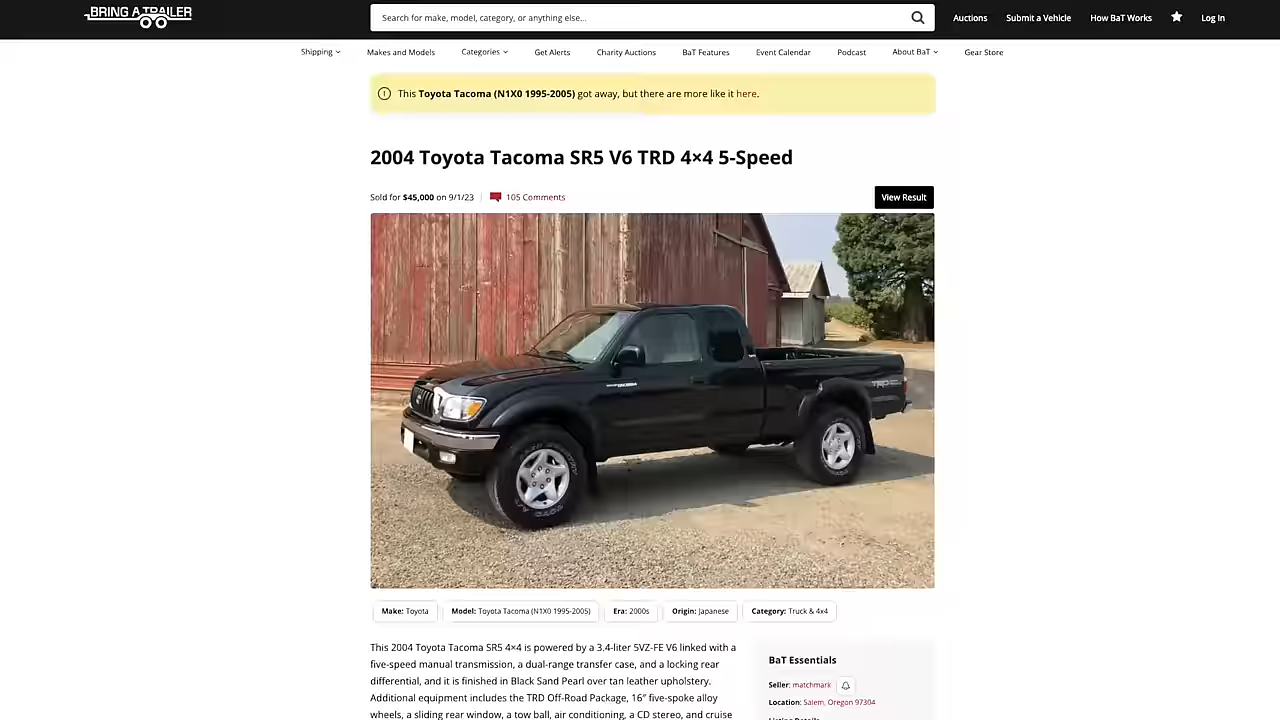 BRING A TRAILER
Search for make, model, category, or anything else...
Auctions
Submit a Vehicle
How BaT Works
Log In
Shipping
Makes and Models
Categories
Get Alerts
Charity Auctions
BaT Features
Event Calendar
Podcast
About BaT
Gear Store
This Toyota Tacoma (N1X0 1995-2005) got away, but there are more like it here.
2004 Toyota Tacoma SR5 V6 TRD 4×4 5-Speed
Sold for $45,000 on 9/1/23
105 Comments
View Result
TACOMA
TRD
Make: Toyota
Model: Toyota Tacoma (N1X0 1995-2005)
Era: 2000s
Origin: Japanese
Category: Truck & 4x4
This 2004 Toyota Tacoma SR5 4×4 is powered by a 3.4-liter 5VZ-FE V6 linked with a
five-speed manual transmission, a dual-range transfer case, and a locking rear
differential, and it is finished in Black Sand Pearl over tan leather upholstery.
Additional equipment includes the TRD Off-Road Package, 16″ five-spoke alloy
wheels, a sliding rear window, a tow ball, air conditioning, a CD stereo, and cruise
BaT Essentials
Seller: matchmark
Location: Salem, Oregon 97304
Listing Details